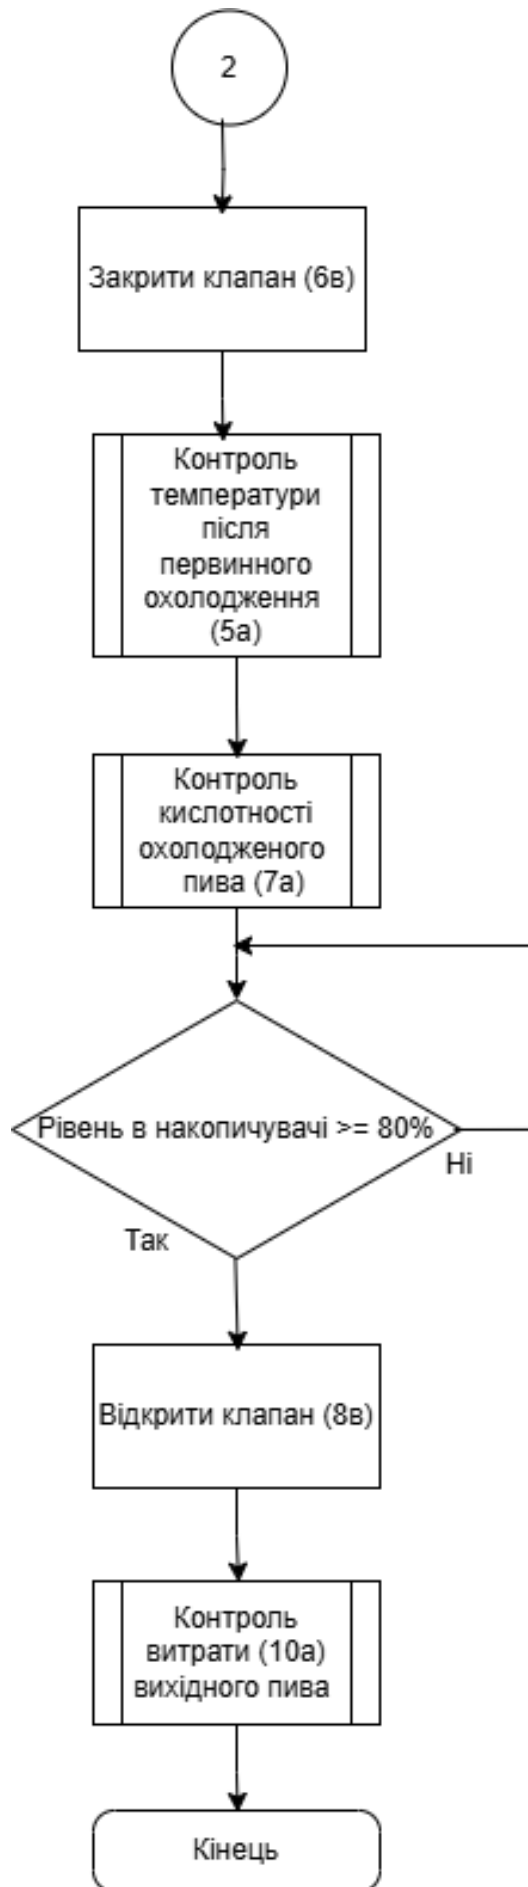 2
Закрити клапан (6в)
Контроль
температури
після
первинного
охолодження
(5а)
Контроль
кислотності
охолодженого
пива (7а)
Рівень в накопичувачі >= 80%
Ні
Так
Відкрити клапан (8в)
Контроль
витрати (10а)
вихідного пива
Кінець